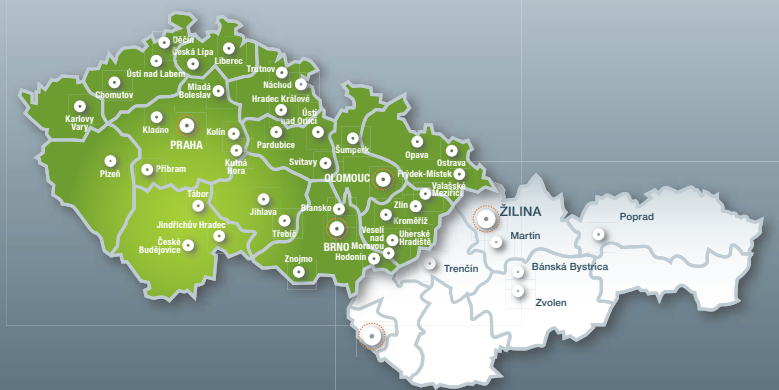 Děčín
Česká Lípa
Liberec
Ústí nad Labem
Trutnov
Chomutov
Mladá
Boleslav
Náchod
Hradec Králové
Karlovy
Vary
Kladno
PRAHA
Kolín
Ústí
nad Orlicí
Pardubice
Šumperk
Opava
Ostrava
Plzeň
Příbram
Kutná
Hora
Svitavy
OLOMOUC
Frýdek-Místek
Valašské
Meziříčí
Tábor
Jihlava
Blansko
Zlín
Kroměříž
ŽILINA
Poprad
Jindřichův Hradec
Třebíč
BRNO
Veselí
nad
Moravou
Uherské
Hradiště
Martin
České
Budějovice
Znojmo
Hodonín
Trenčín
Bánská Bystrica
Zvolen